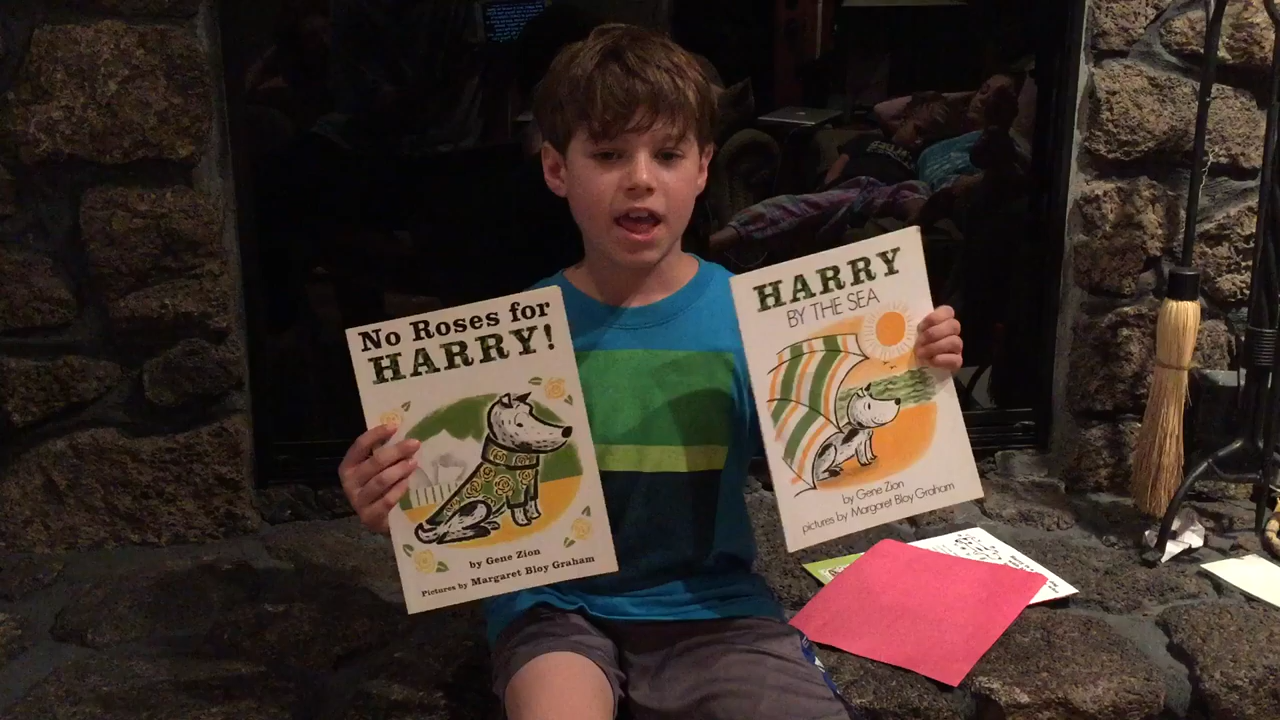 No Roses for
HARRY!
by Gene Zion
Pictures by Margaret Bloy Graham
HARRY
BY THE SEA
by Gene Zion
pictures by Margaret Bloy Graham